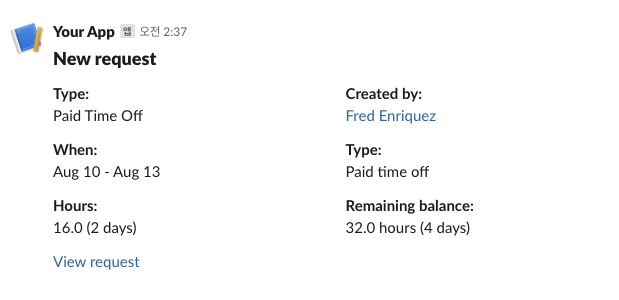 Your App 앱 오전 2:37
New request
Type:
Paid Time Off
Created by:
Fred Enriquez
When:
Aug 10 - Aug 13
Type:
Paid time off
Hours:
16.0 (2 days)
Remaining balance:
32.0 hours (4 days)
View request